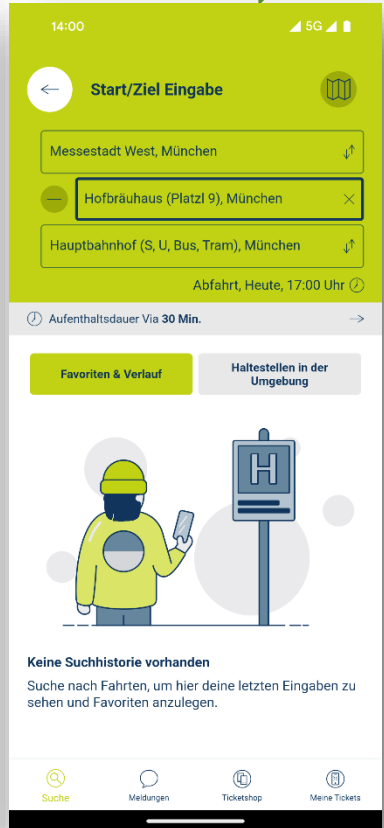 14:00
5G
Start/Ziel Eingabe
Messestadt West, München
Hofbräuhaus (Platzl 9), München
Hauptbahnhof (S, U, Bus, Tram), München
Abfahrt, Heute, 17:00 Uhr
Aufenthaltsdauer Via 30 Min.
Favoriten & Verlauf
Haltestellen in der
Umgebung
H
Keine Suchhistorie vorhanden
Suche nach Fahrten, um hier deine letzten Eingaben zu
sehen und Favoriten anzulegen.
Suche
Meldungen
Ticketshop
Meine Tickets